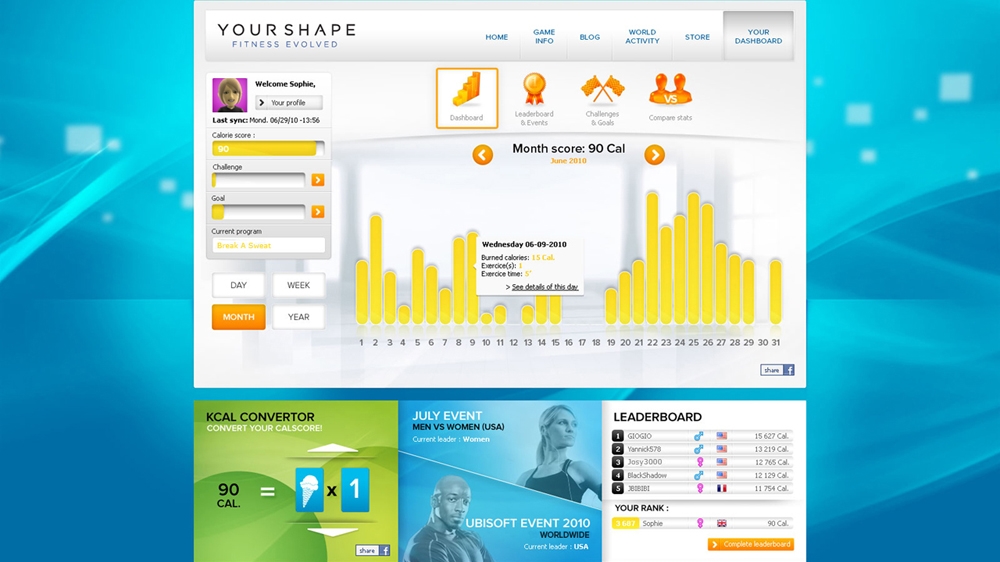 YOUR SHAPE
FITNESS EVOLVED
HOME
GAME
INFO
BLOG
WORLD
ACTIVITY
STORE
YOUR
DASHBOARD
Welcome Sophie,
Your profile
Last sync: Mond. 06/29/10 -13:56
Calorie score :
90
Challenge
Goal
Current program
Break A Sweat
DAY
WEEK
MONTH
YEAR
Dashboard
Leaderboard
& Events
Challenges
& Goals
VS
Compare stats
Month score: 90 Cal
June 2010
Wednesday 06-09-2010
Burned calories: 15 Cal.
Exercice(s): 1
Exercice time: 5"
> See details of this day
1 2 3 4 5 6 7 8 9 10 11 12 13 14 15 16 17 18 19 20 21 22 23 24 25 26 27 28 29 30 31
share f
KCAL CONVERTOR
CONVERT YOUR CALSCORE!
90
CAL.
= x 1
share f
JULY EVENT
MEN VS WOMEN (USA)
Current leader : Women
UBISOFT EVENT 2010
WORLDWIDE
Current leader : USA
LEADERBOARD
1 GIOGIO 15 627 Cal.
2 Yannick578 13 219 Cal.
3 Josy3000 12 765 Cal.
4 BlackShadow 12 129 Cal.
5 JBIBIBI 11 754 Cal.
YOUR RANK :
3 687 Sophie 90 Cal.
Complete leaderboard